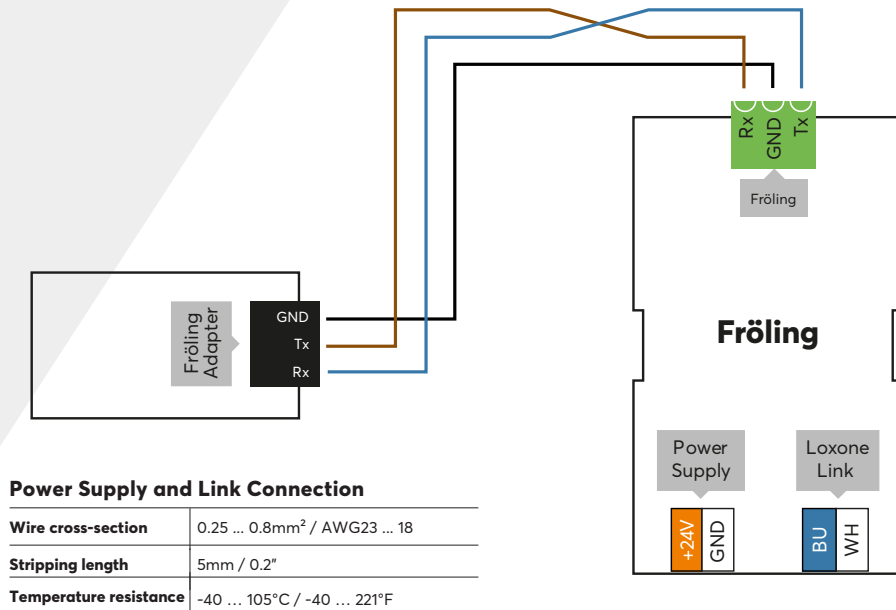 Rx
GND
Tx
Fröling
Fröling
Adapter
GND
Tx
Rx
Fröling
Power
Supply
Loxone
Link
+24V
GND
BU
WH
Power Supply and Link Connection
Wire cross-section 0.25 ... 0.8mm² / AWG23 ... 18
Stripping length 5mm / 0.2″
Temperature resistance -40 … 105°C / -40 … 221°F